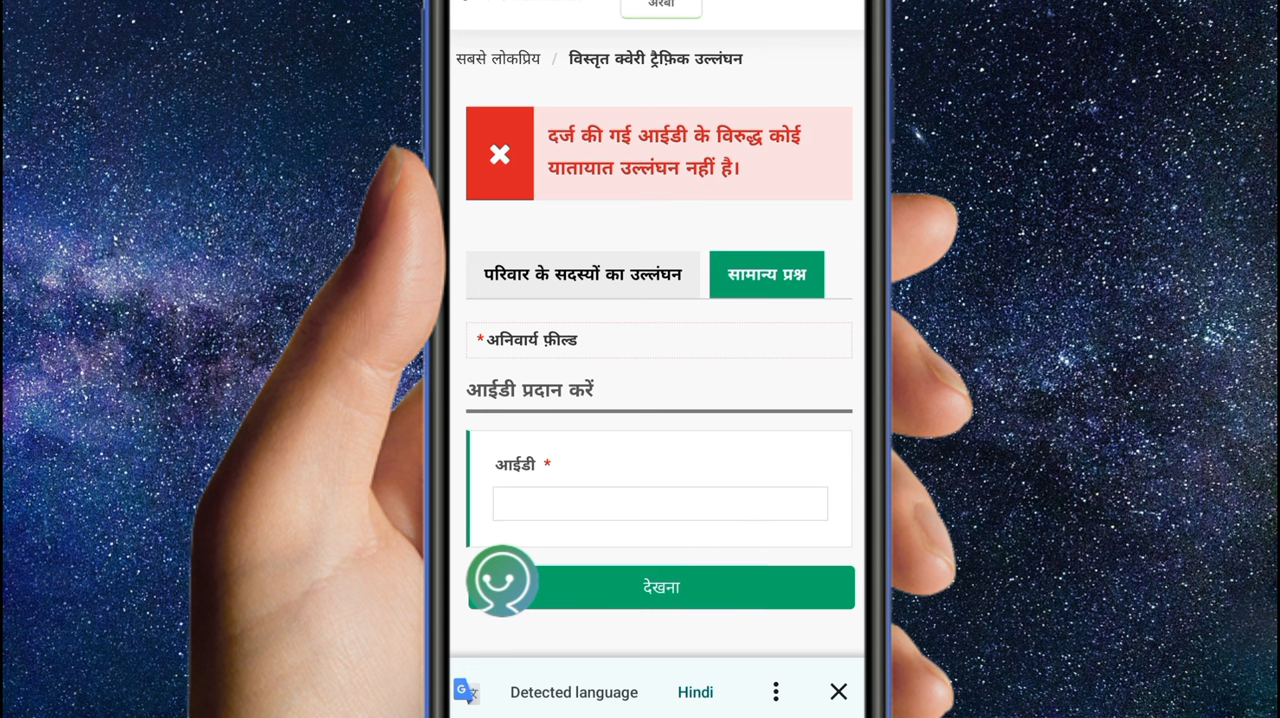 अरबी
सबसे लोकप्रिय / विस्तृत क्वेरी ट्रैफ़िक उल्लंघन
दर्ज की गई आईडी के विरुद्ध कोई
यातायात उल्लंघन नहीं है।
परिवार के सदस्यों का उल्लंघन
सामान्य प्रश्न
* अनिवार्य फ़ील्ड
आईडी प्रदान करें
आईडी *
देखना
Detected language Hindi